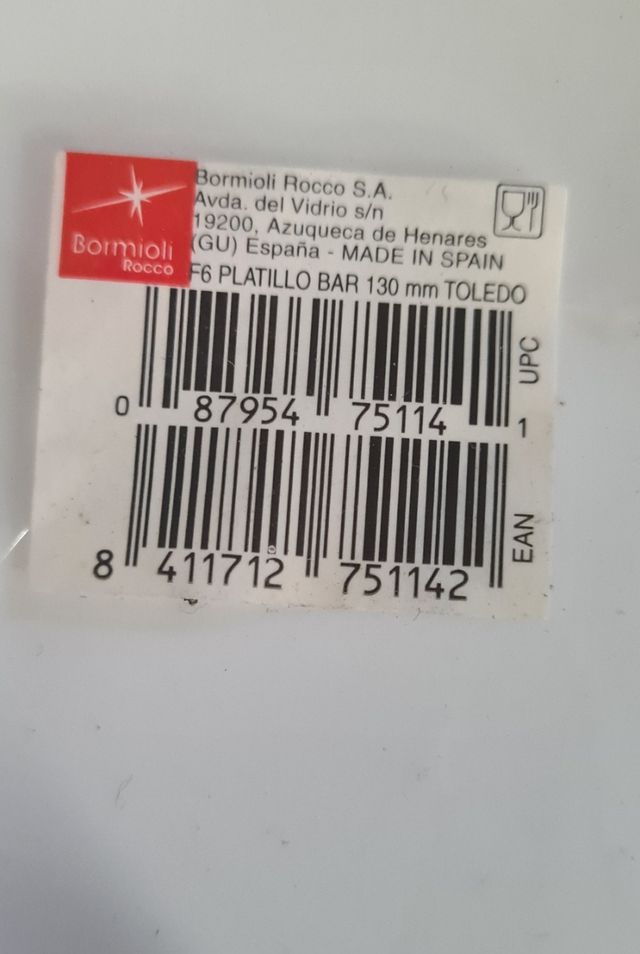 Bormioli
Rocco
Bormioli Rocco S.A.
Avda. del Vidrio s/n
19200, Azuqueca de Henares
(GU) España - MADE IN SPAIN
F6 PLATILLO BAR 130 mm TOLEDO
0 87954 75114 1
UPC
8 411712 751142
EAN